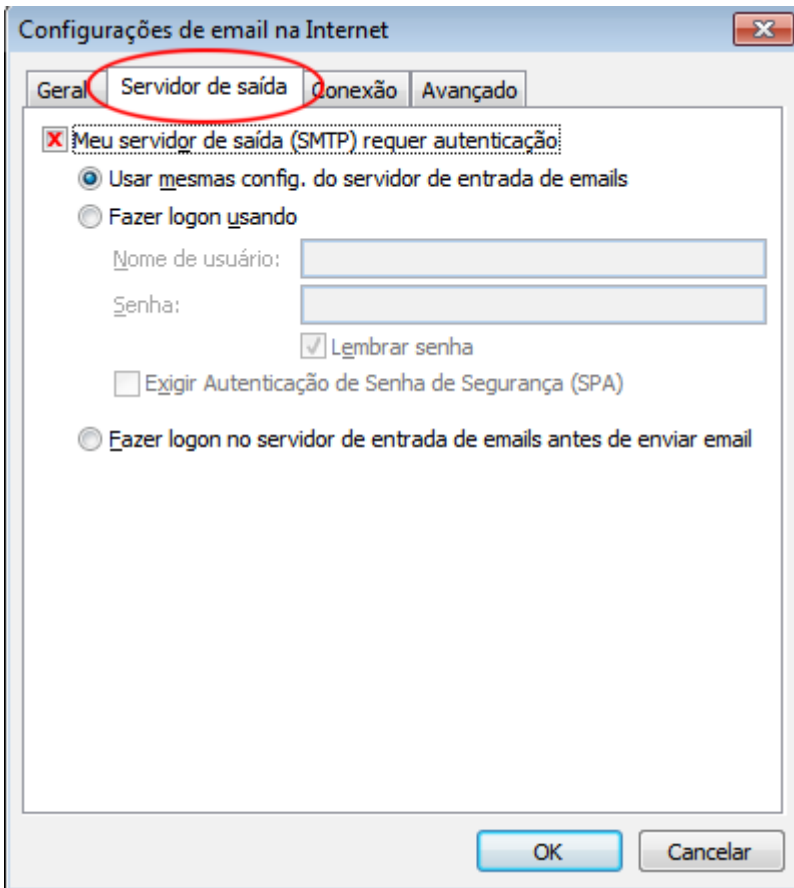 Configurações de email na Internet
Geral Servidor de saída Conexão Avançado
Meu servidor de saída (SMTP) requer autenticação
Usar mesmas config. do servidor de entrada de emails
Fazer logon usando
Nome de usuário:
Senha:
Lembrar senha
Exigir Autenticação de Senha de Segurança (SPA)
Fazer logon no servidor de entrada de emails antes de enviar email
OK Cancelar